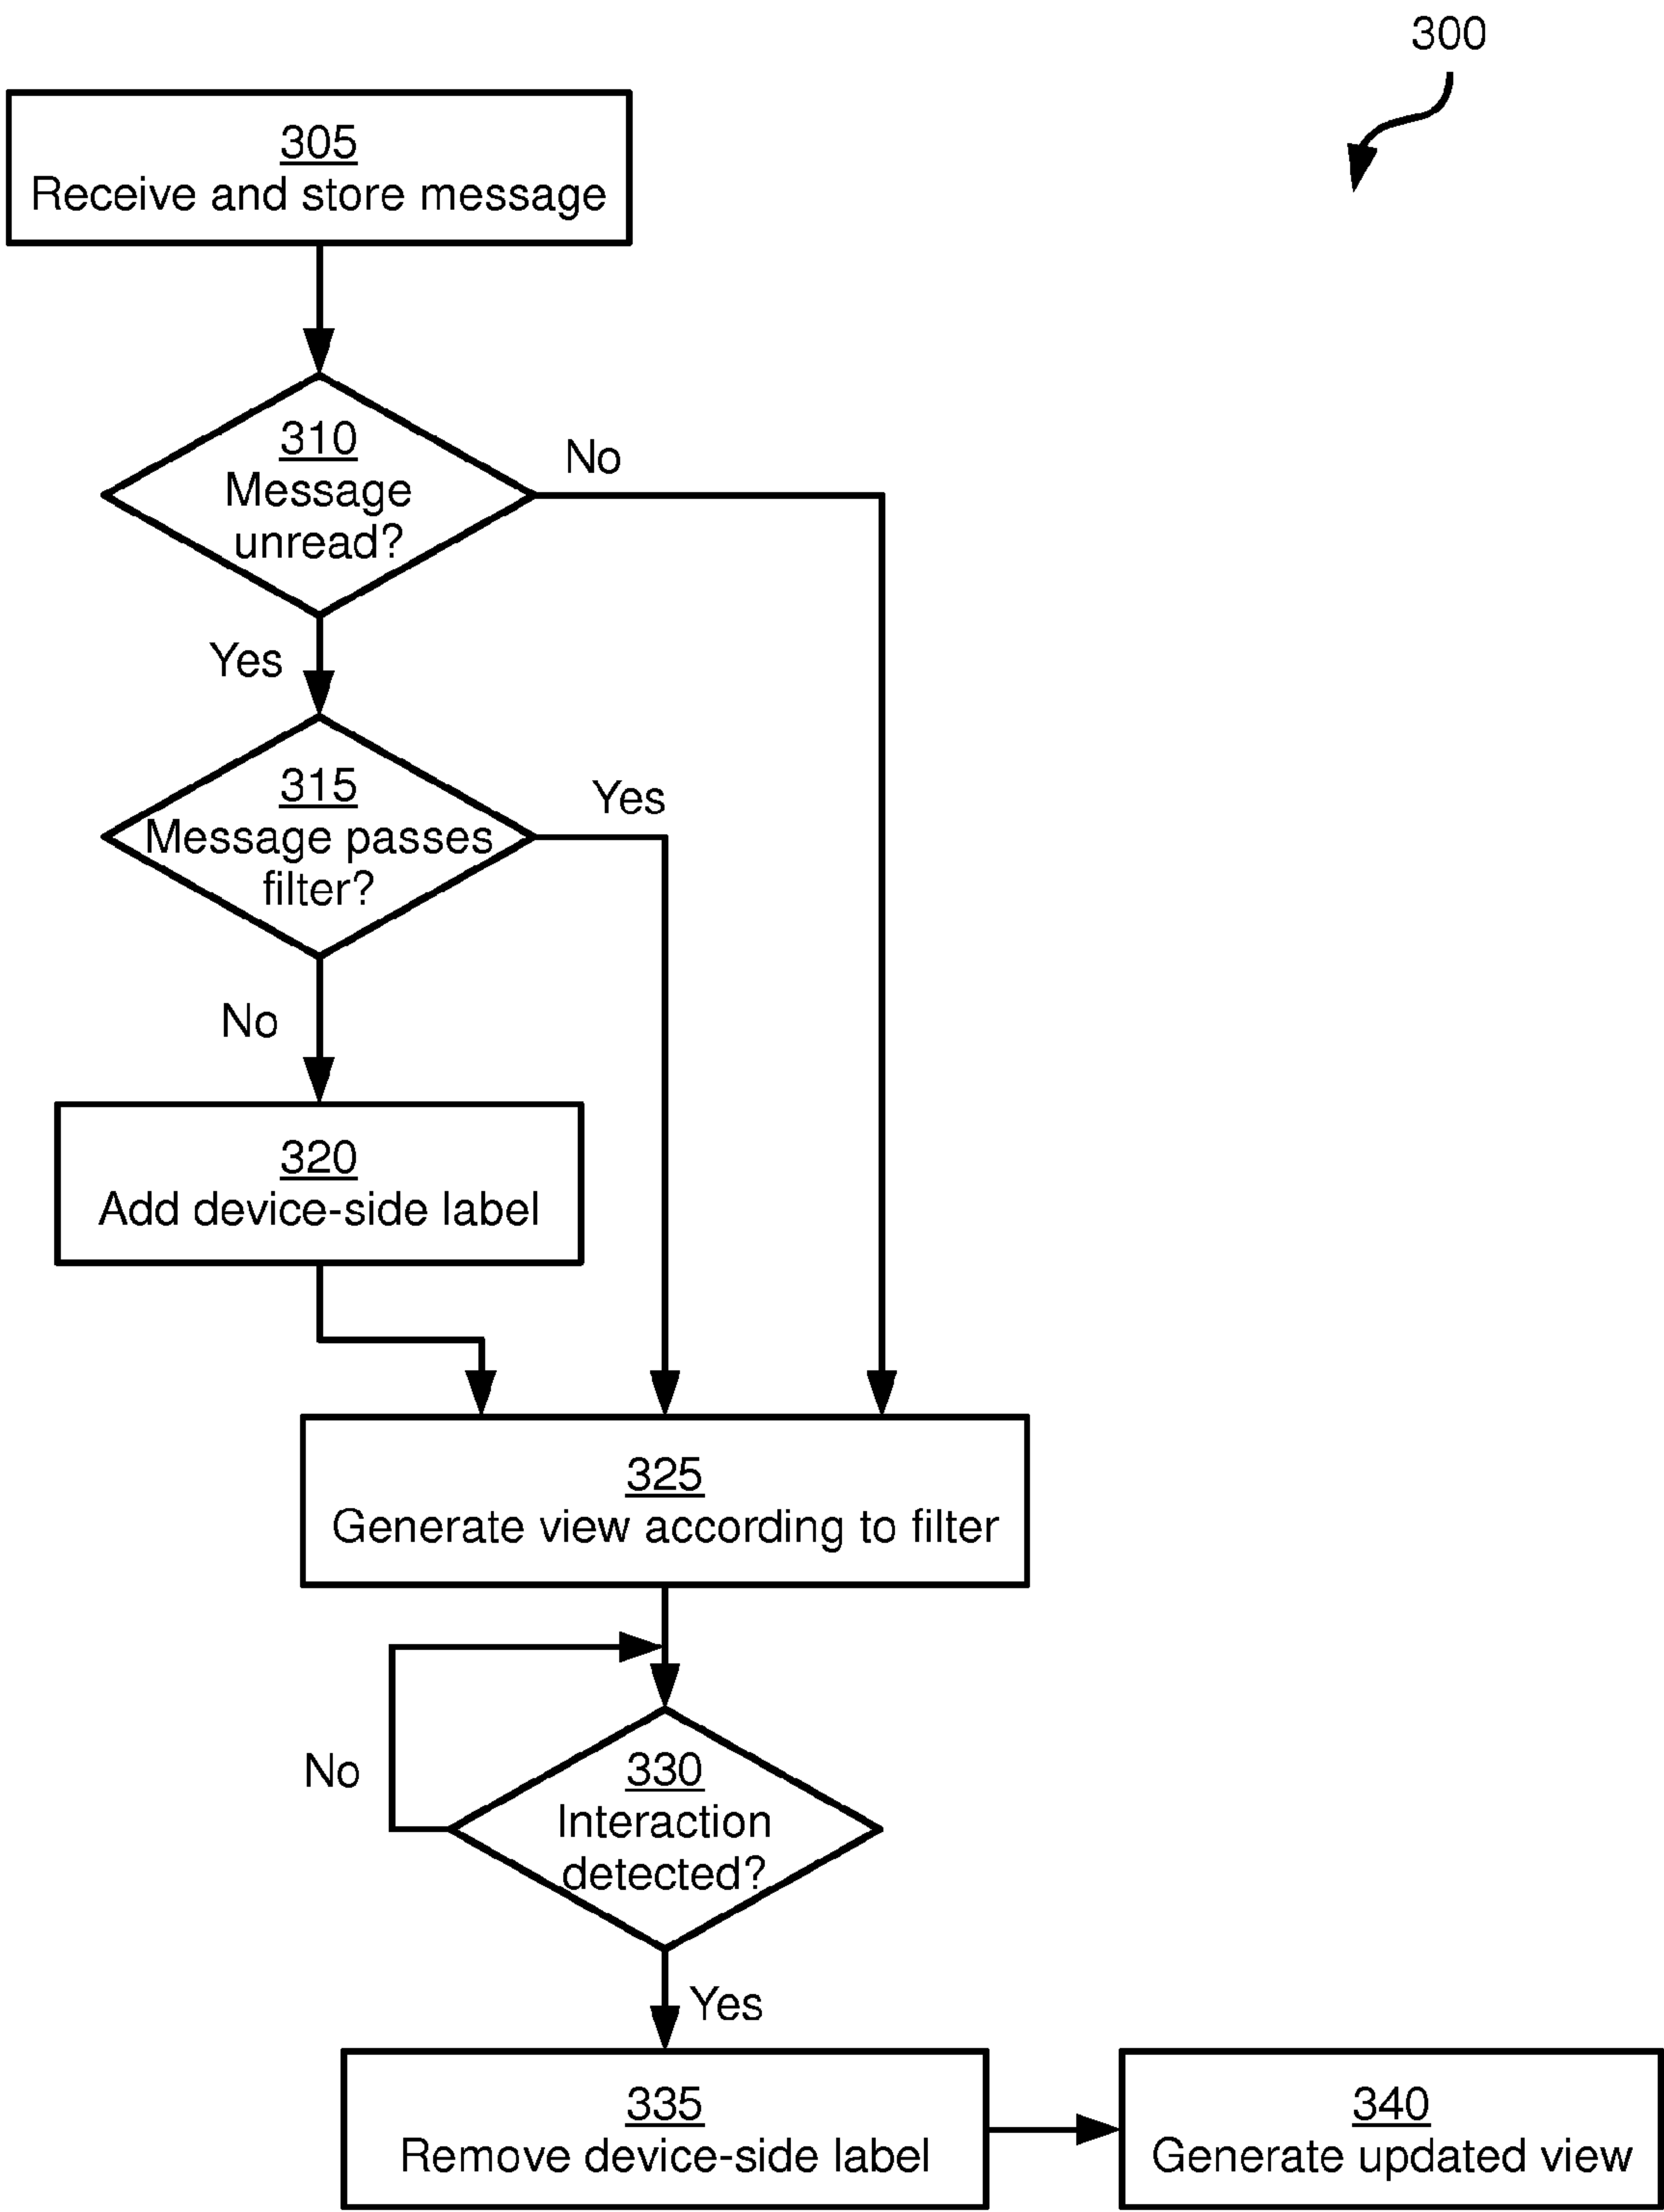 300
305
Receive and store message
310
Message
unread?
No
Yes
315
Message passes
filter?
Yes
No
320
Add device-side label
325
Generate view according to filter
330
Interaction
detected?
No
Yes
335
Remove device-side label
340
Generate updated view